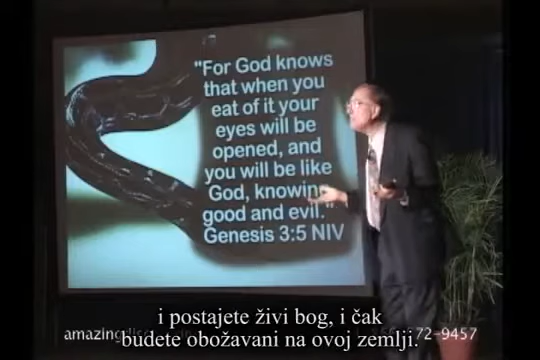 "For God knows
that when you
eat of it your
eyes will be
opened, and
you will be like
God, knowing
good and evil."
Genesis 3:5 NIV
i postajete živi bog, i čak
budete obožavani na ovoj zemlji.
72-9457